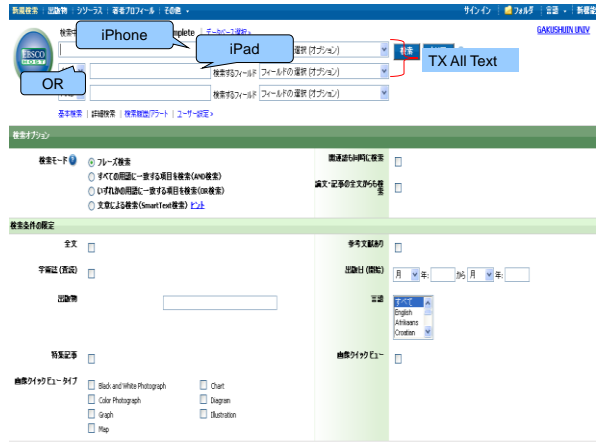 新規検索 | 出版物 | シソーラス | 著者プロフィール | その他
サインイン フォルダ 言語 新機能
検索中 mplete | データベース選択»
GAKUSHUIN UNIV
iPhone
iPad
選択 (オプション)
検索
TX All Text
EBSCO
HOST
OR
検索するフィールド フィールドの選択 (オプション)
検索するフィールド フィールドの選択 (オプション)
基本検索 | 詳細検索 | 検索履歴/アラート | ユーザー設定»
検索オプション
検索モード
フレーズ検索
すべての用語に一致する項目を検索(AND検索)
いずれかの用語に一致する項目を検索(OR検索)
文章による検索(SmartText検索) ヒント
関連語も同時に検索
論文・記事の全文からも検索
検索条件の限定
全文
参考文献あり
学術誌 (査読)
出版日 (開始)
月 年: から 月 年:
出版物
言語
すべて
English
Afrikaans
Croatian
特集記事
画像クイックビュー
画像クイックビュー タイプ
Black and White Photograph
Chart
Color Photograph
Diagram
Graph
Illustration
Map